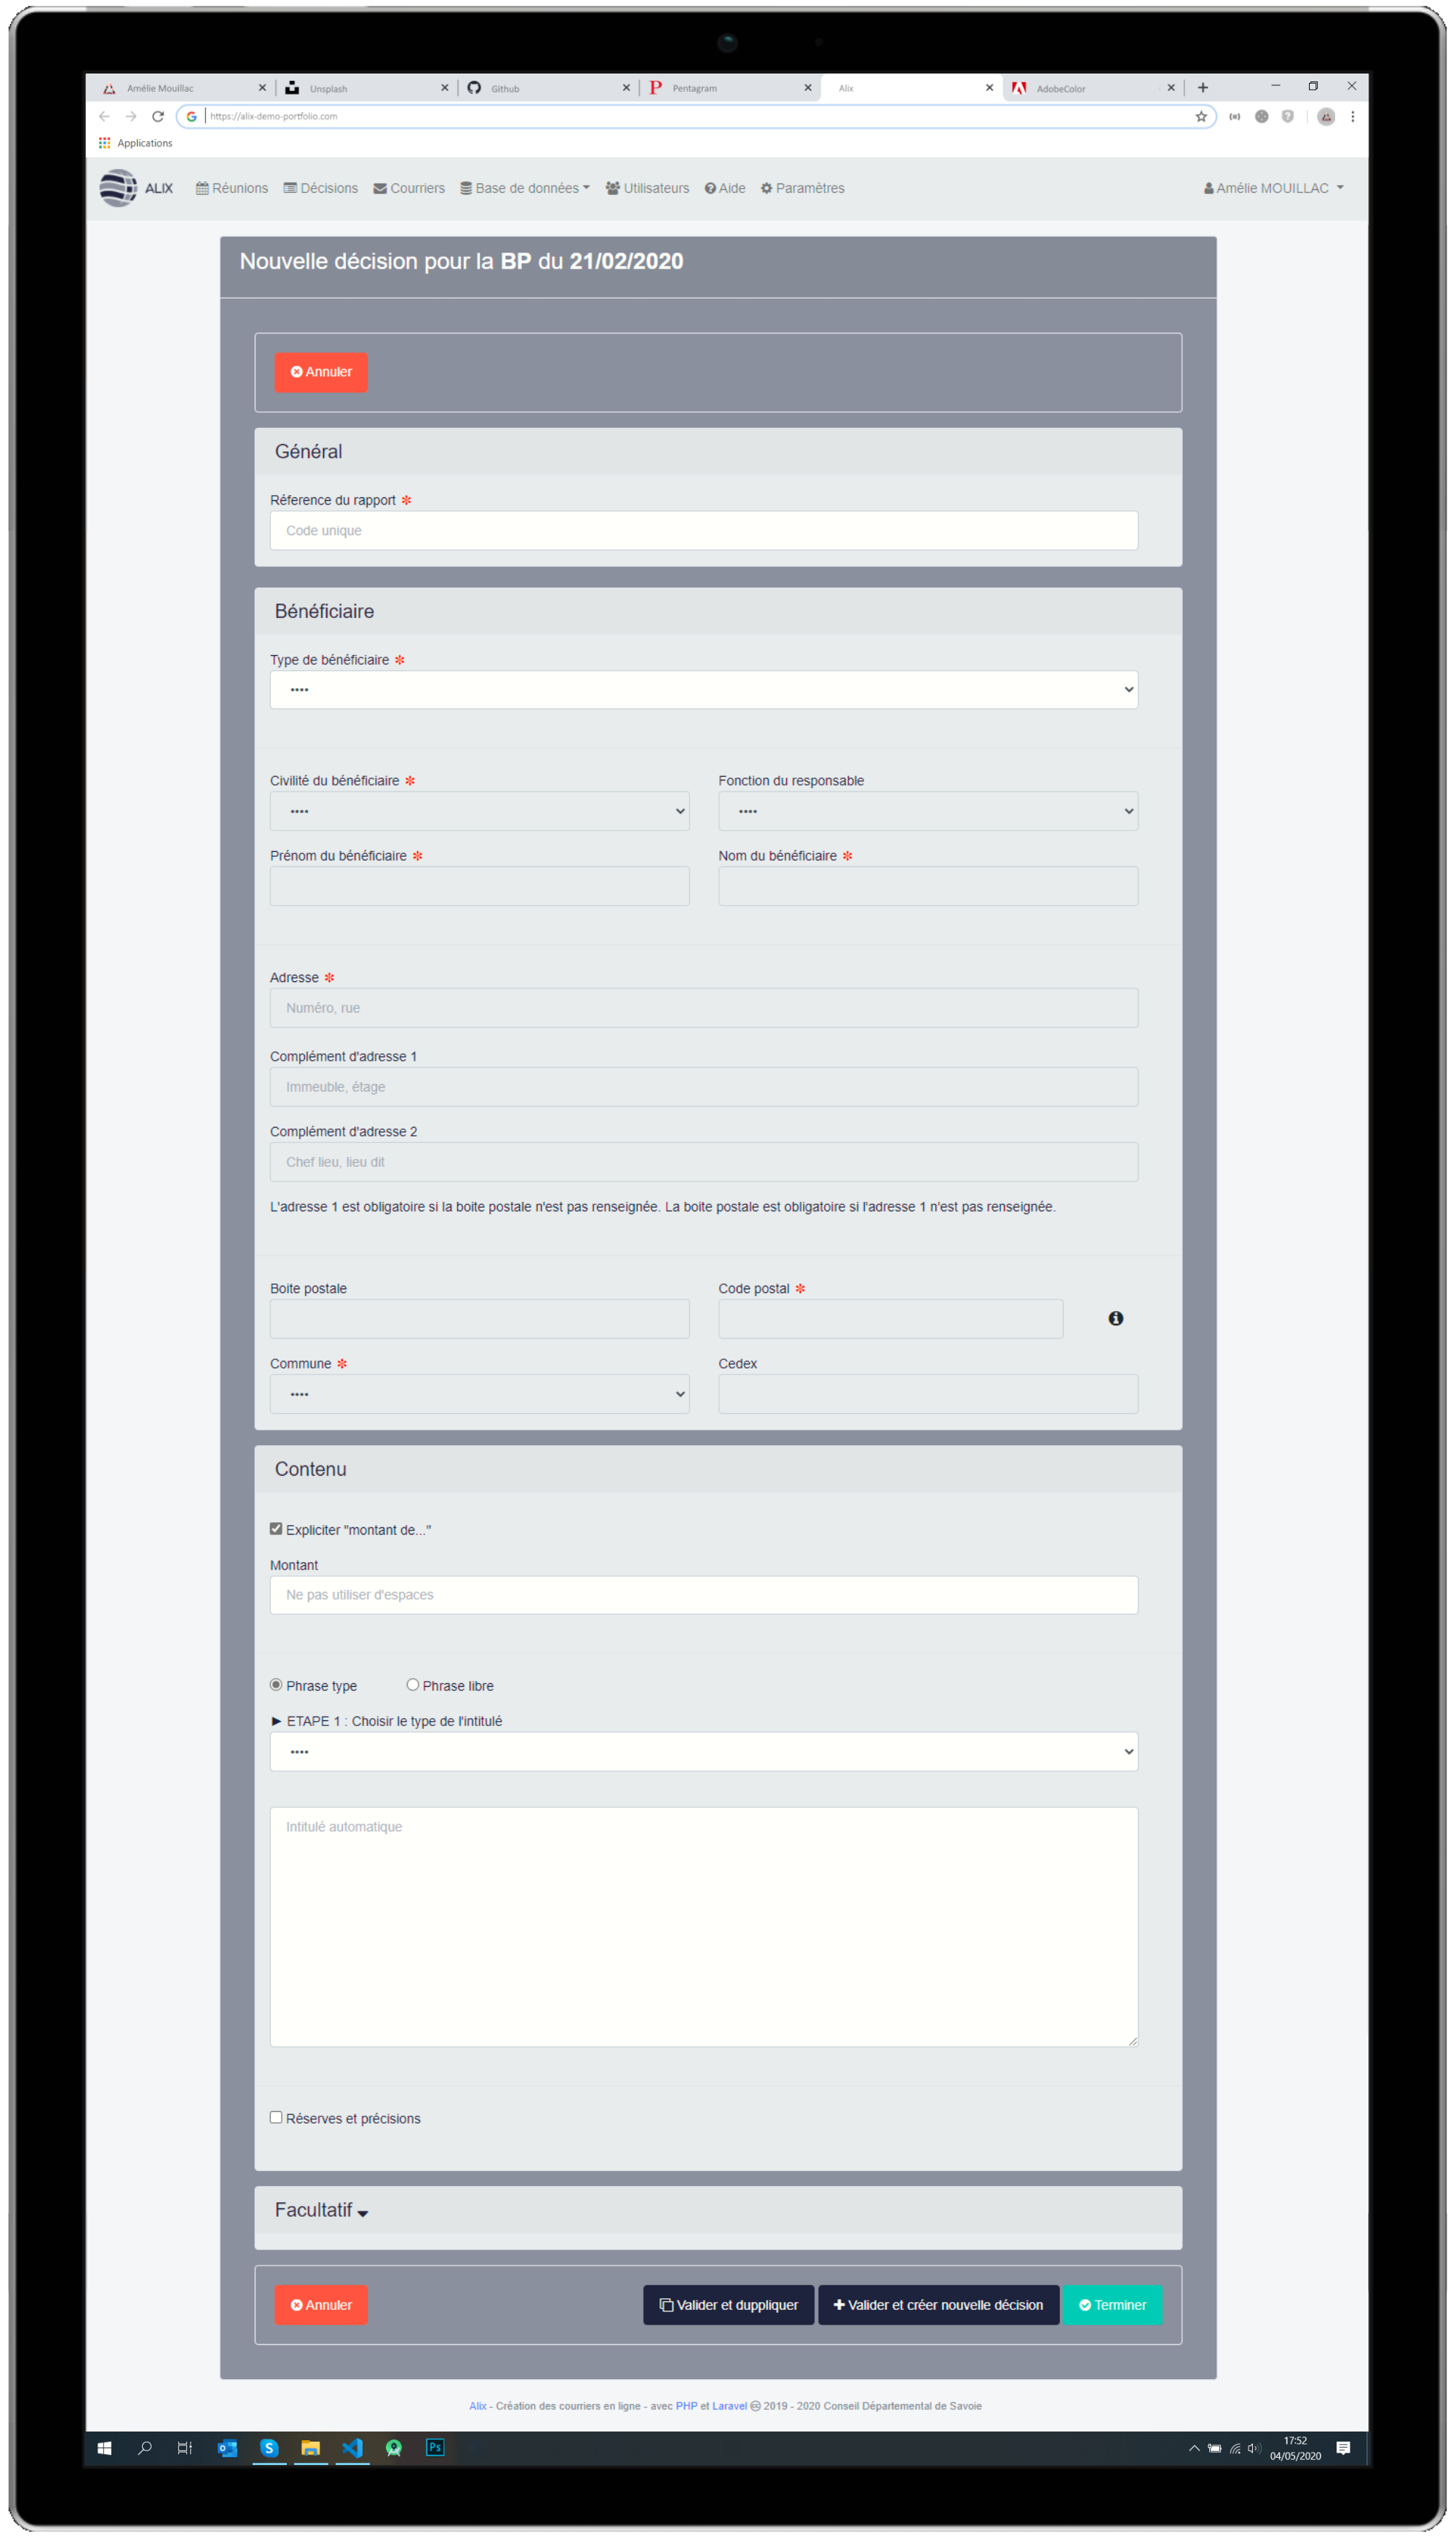 Amélie Mouillac Unsplash Github Pentagram Alix AdobeColor
https://alix-demo-portfolio.com
Applications
ALIX Réunions Décisions Courriers Base de données Utilisateurs Aide Paramètres Amélie MOUILLAC
Nouvelle décision pour la BP du 21/02/2020
Annuler
Général
Réference du rapport *
Code unique
Bénéficiaire
Type de bénéficiaire *
----
Civilité du bénéficiaire * Fonction du responsable
---- ----
Prénom du bénéficiaire * Nom du bénéficiaire *
Adresse *
Numéro, rue
Complément d'adresse 1
Immeuble, étage
Complément d'adresse 2
Chef lieu, lieu dit
L'adresse 1 est obligatoire si la boite postale n'est pas renseignée. La boite postale est obligatoire si l'adresse 1 n'est pas renseignée.
Boite postale Code postal *
Commune * Cedex
----
Contenu
Expliciter "montant de..."
Montant
Ne pas utiliser d'espaces
Phrase type Phrase libre
► ETAPE 1 : Choisir le type de l'intitulé
----
Intitulé automatique
Réserves et précisions
Facultatif
Annuler Valider et duppliquer Valider et créer nouvelle décision Terminer
Alix - Création des courriers en ligne - avec PHP et Laravel @ 2019 - 2020 Conseil Départemental de Savoie
17:52
04/05/2020